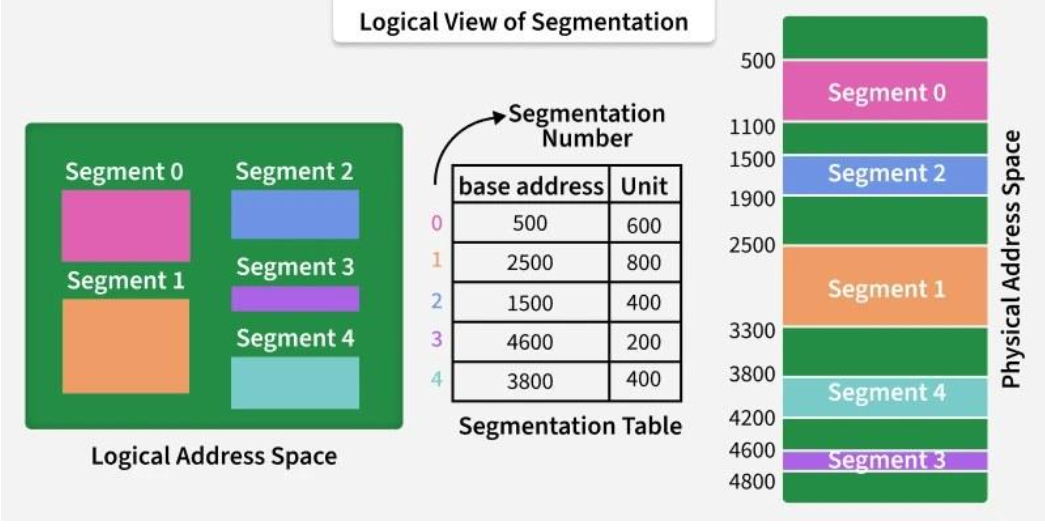 Logical View of Segmentation
Segment 0
Segment 2
Segment 1
Segment 3
Segment 4
Logical Address Space
Segmentation
Number
base address Unit
0 500 600
1 2500 800
2 1500 400
3 4600 200
4 3800 400
Segmentation Table
500
Segment 0
1100
1500
Segment 2
1900
2500
Segment 1
3300
3800
Segment 4
4200
4600
Segment 3
4800
Physical Address Space